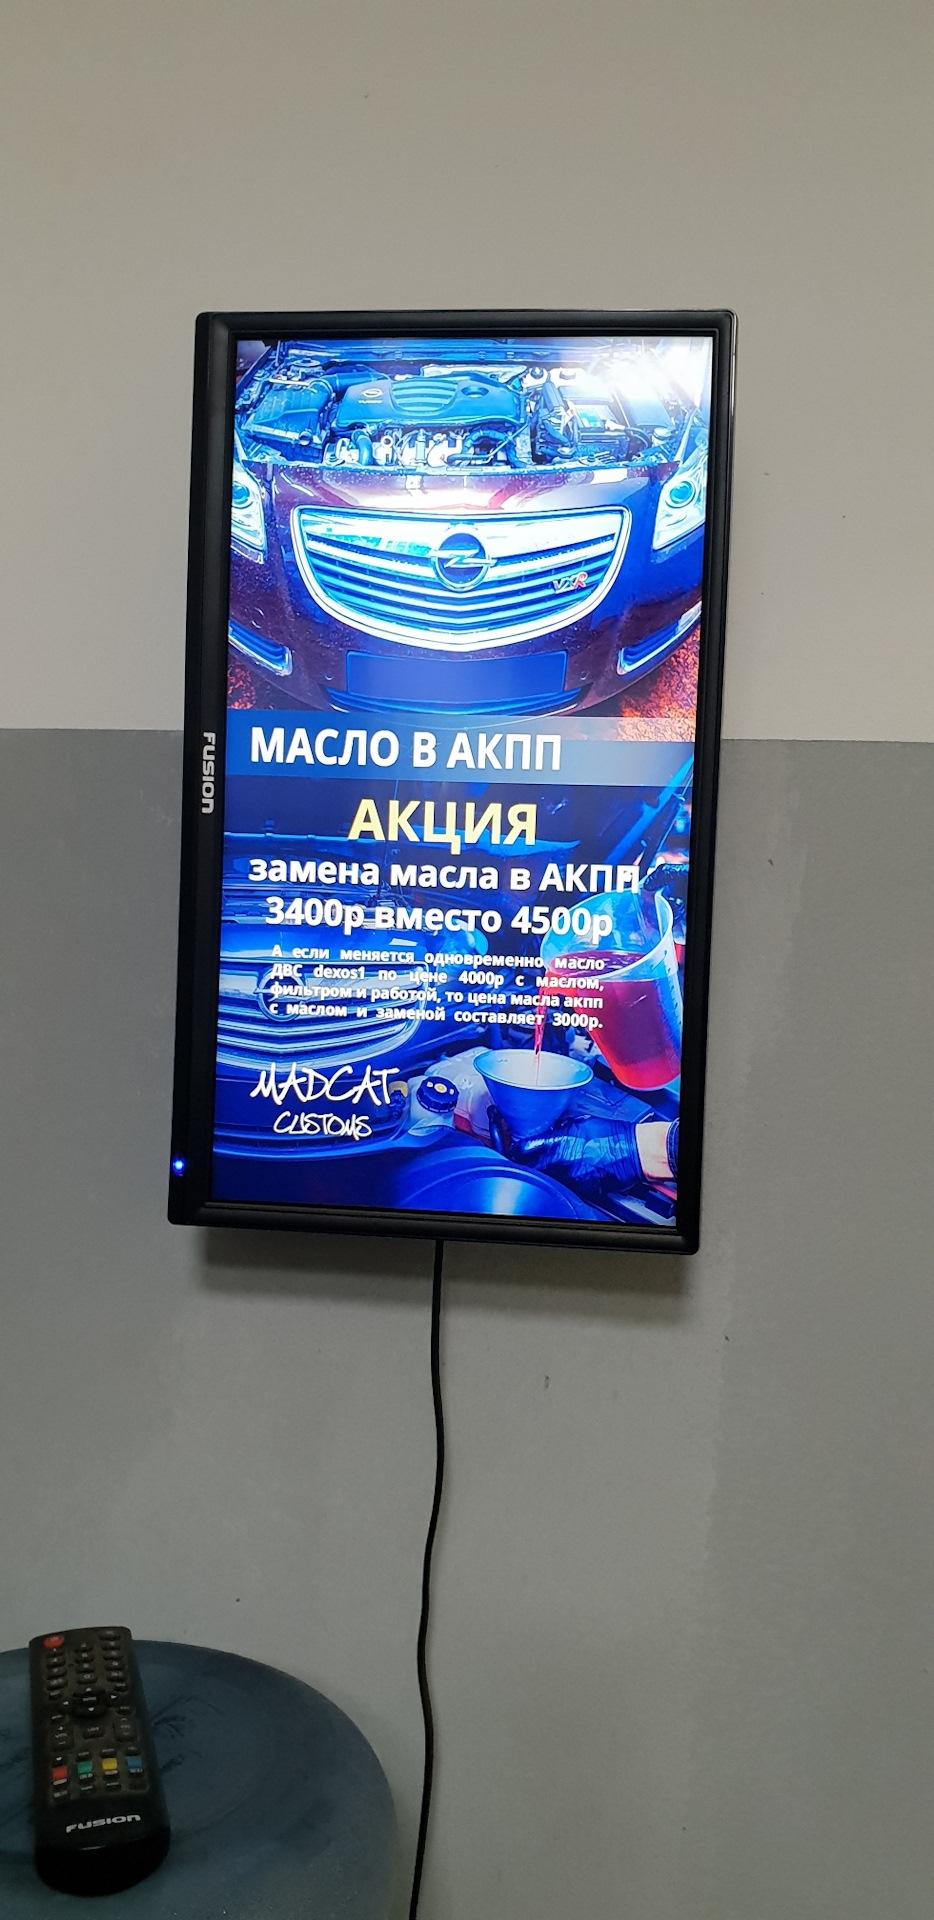 VXR
FUSION
МАСЛО В АКПП
АКЦИЯ
замена масла в АКПП
3400р вместо 4500р
А если меняется одновременно масло
ДВС dexos1 по цене 4000р с маслом,
фильтром и работой, то цена масла акпп
с маслом и заменой составляет 3000р.
MADCAT
CUSTOMS
FUSION